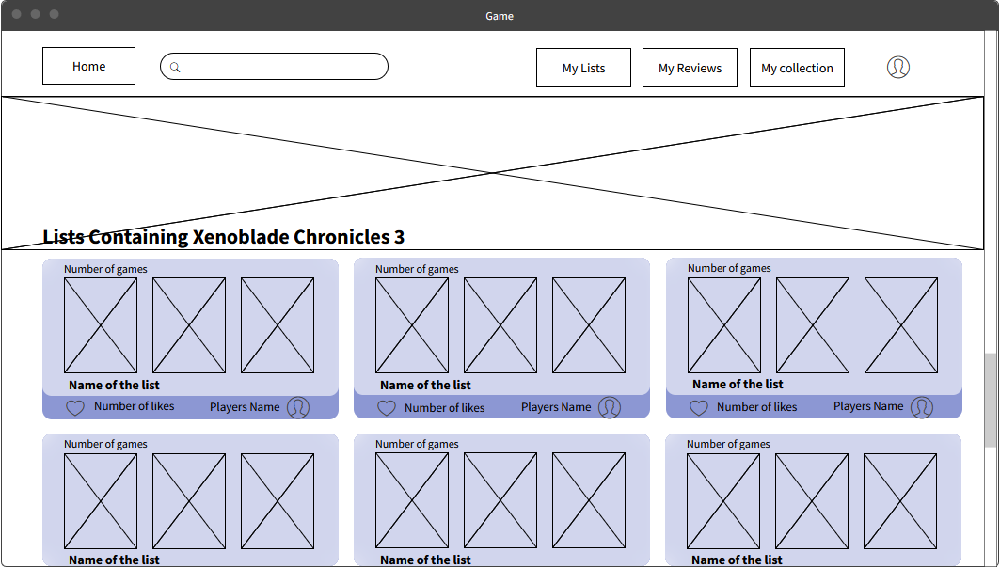 Game
Home
My Lists
My Reviews
My collection
Lists Containing Xenoblade Chronicles 3
Number of games
Name of the list
Number of likes
Players Name
Number of games
Name of the list
Number of likes
Players Name
Number of games
Name of the list
Number of likes
Players Name
Number of games
Name of the list
Number of games
Name of the list
Number of games
Name of the list